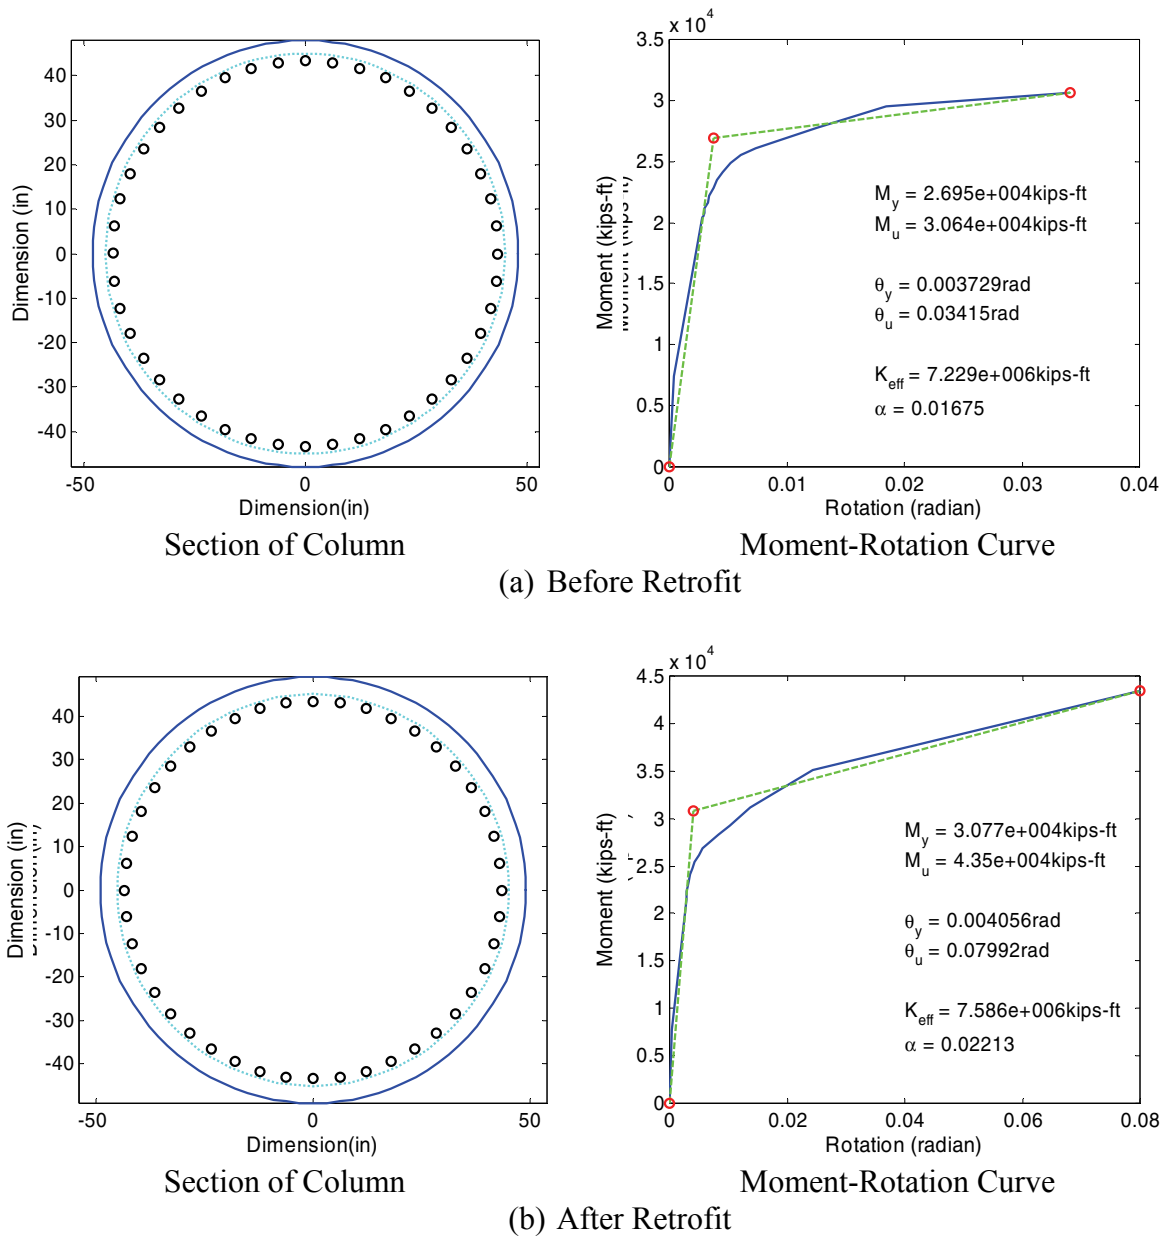 x 10^4
3.5
3
2.5
2
1.5
1
0.5
0
0 0.01 0.02 0.03 0.04
Rotation (radian)
Moment (kips-ft)
Moment (kips-ft)
M_y = 2.695e+004kips-ft
M_u = 3.064e+004kips-ft
θ_y = 0.003729rad
θ_u = 0.03415rad
K_eff = 7.229e+006kips-ft
α = 0.01675
40
30
20
10
0
-10
-20
-30
-40
-50 0 50
Dimension(in)
Dimension (in)
Section of Column
Moment-Rotation Curve
(a) Before Retrofit
40
30
20
10
0
-10
-20
-30
-40
-50 0 50
Dimension(in)
Dimension (in)
Dimension(in)
x 10^4
4.5
4
3.5
3
2.5
2
1.5
1
0.5
0
0 0.02 0.04 0.06 0.08
Rotation (radian)
Moment (kips-ft)
M_y = 3.077e+004kips-ft
M_u = 4.35e+004kips-ft
θ_y = 0.004056rad
θ_u = 0.07992rad
K_eff = 7.586e+006kips-ft
α = 0.02213
Section of Column
Moment-Rotation Curve
(b) After Retrofit